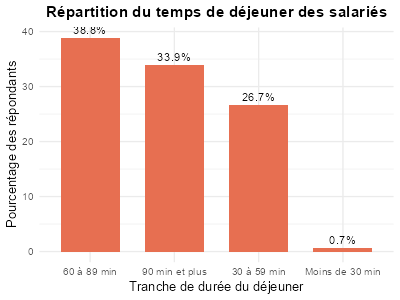 Répartition du temps de déjeuner des salariés
Pourcentage des répondants
40
30
20
10
0
38.8%
33.9%
26.7%
0.7%
60 à 89 min
90 min et plus
30 à 59 min
Moins de 30 min
Tranche de durée du déjeuner